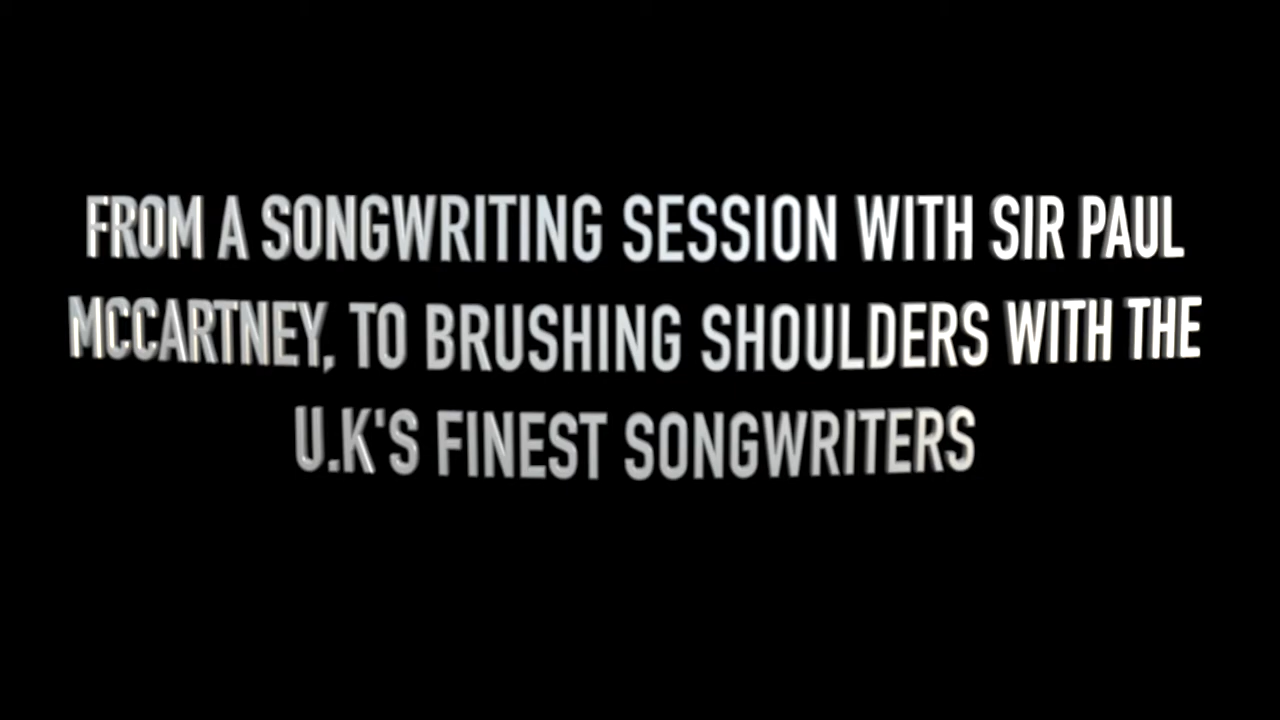 FROM A SONGWRITING SESSION WITH SIR PAUL
MCCARTNEY, TO BRUSHING SHOULDERS WITH THE
U.K'S FINEST SONGWRITERS